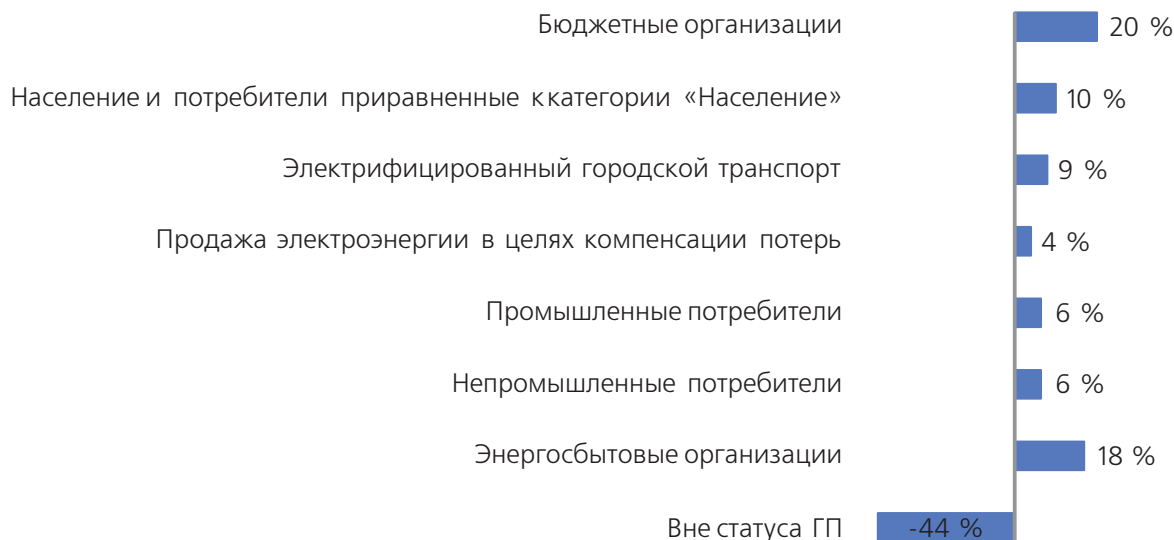 Бюджетные организации 20 %
Население и потребители приравненные к категории «Население» 10 %
Электрифицированный городской транспорт 9 %
Продажа электроэнергии в целях компенсации потерь 4 %
Промышленные потребители 6 %
Непромышленные потребители 6 %
Энергосбытовые организации 18 %
Вне статуса ГП -44 %